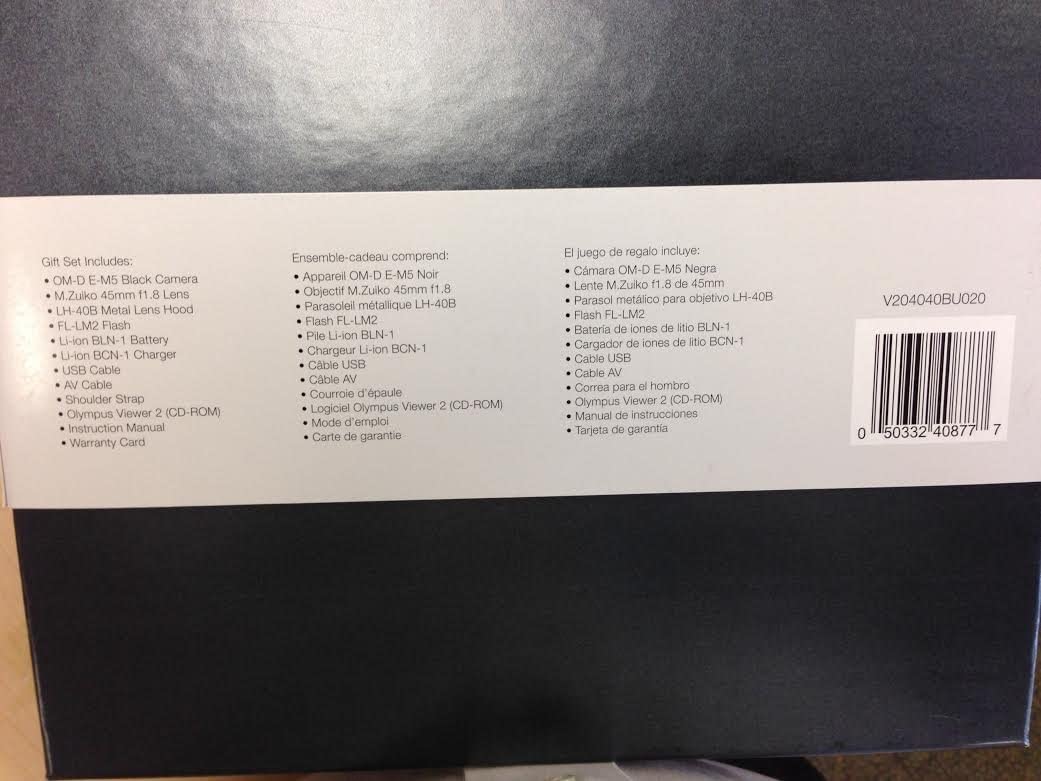 Gift Set Includes:
• OM-D E-M5 Black Camera
• M.Zuiko 45mm f1.8 Lens
• LH-40B Metal Lens Hood
• FL-LM2 Flash
• Li-ion BLN-1 Battery
• Li-ion BCN-1 Charger
• USB Cable
• AV Cable
• Shoulder Strap
• Olympus Viewer 2 (CD-ROM)
• Instruction Manual
• Warranty Card
Ensemble-cadeau comprend:
• Appareil OM-D E-M5 Noir
• Objectif M.Zuiko 45mm f1.8
• Parasoleil métallique LH-40B
• Flash FL-LM2
• Pile Li-ion BLN-1
• Chargeur Li-ion BCN-1
• Câble USB
• Câble AV
• Courroie d'épaule
• Logiciel Olympus Viewer 2 (CD-ROM)
• Mode d'emploi
• Carte de garantie
El juego de regalo incluye:
• Cámara OM-D E-M5 Negra
• Lente M.Zuiko f1.8 de 45mm
• Parasol metálico para objetivo LH-40B
• Flash FL-LM2
• Batería de iones de litio BLN-1
• Cargador de iones de litio BCN-1
• Cable USB
• Cable AV
• Correa para el hombro
• Olympus Viewer 2 (CD-ROM)
• Manual de instrucciones
• Tarjeta de garantía
V204040BU020
0 50332 40877 7